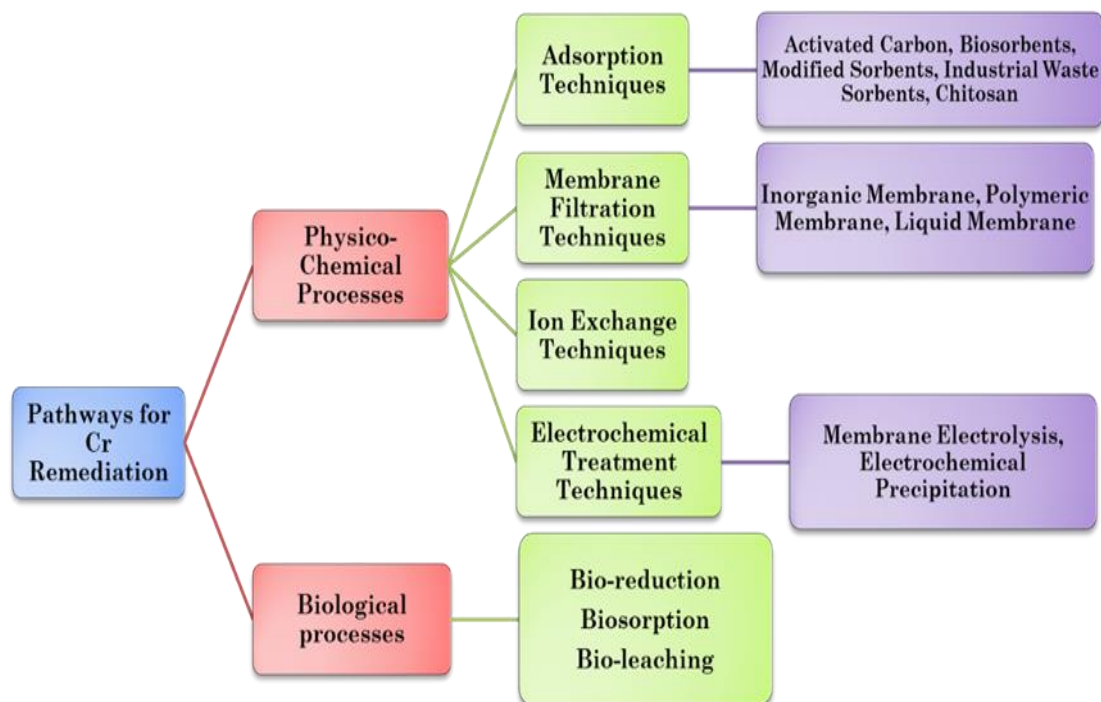 Pathways for
Cr
Remediation
Physico-
Chemical
Processes
Adsorption
Techniques
Activated Carbon, Biosorbents,
Modified Sorbents, Industrial Waste
Sorbents, Chitosan
Membrane
Filtration
Techniques
Inorganic Membrane, Polymeric
Membrane, Liquid Membrane
Ion Exchange
Techniques
Electrochemical
Treatment
Techniques
Membrane Electrolysis,
Electrochemical
Precipitation
Biological
processes
Bio-reduction
Biosorption
Bio-leaching